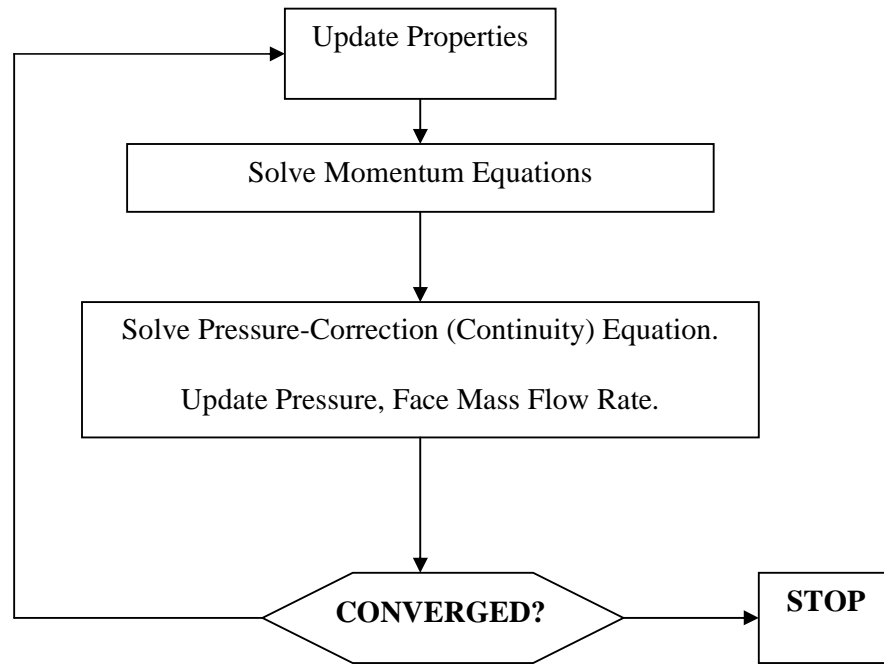 Update Properties
Solve Momentum Equations
Solve Pressure-Correction (Continuity) Equation.
Update Pressure, Face Mass Flow Rate.
CONVERGED?
STOP